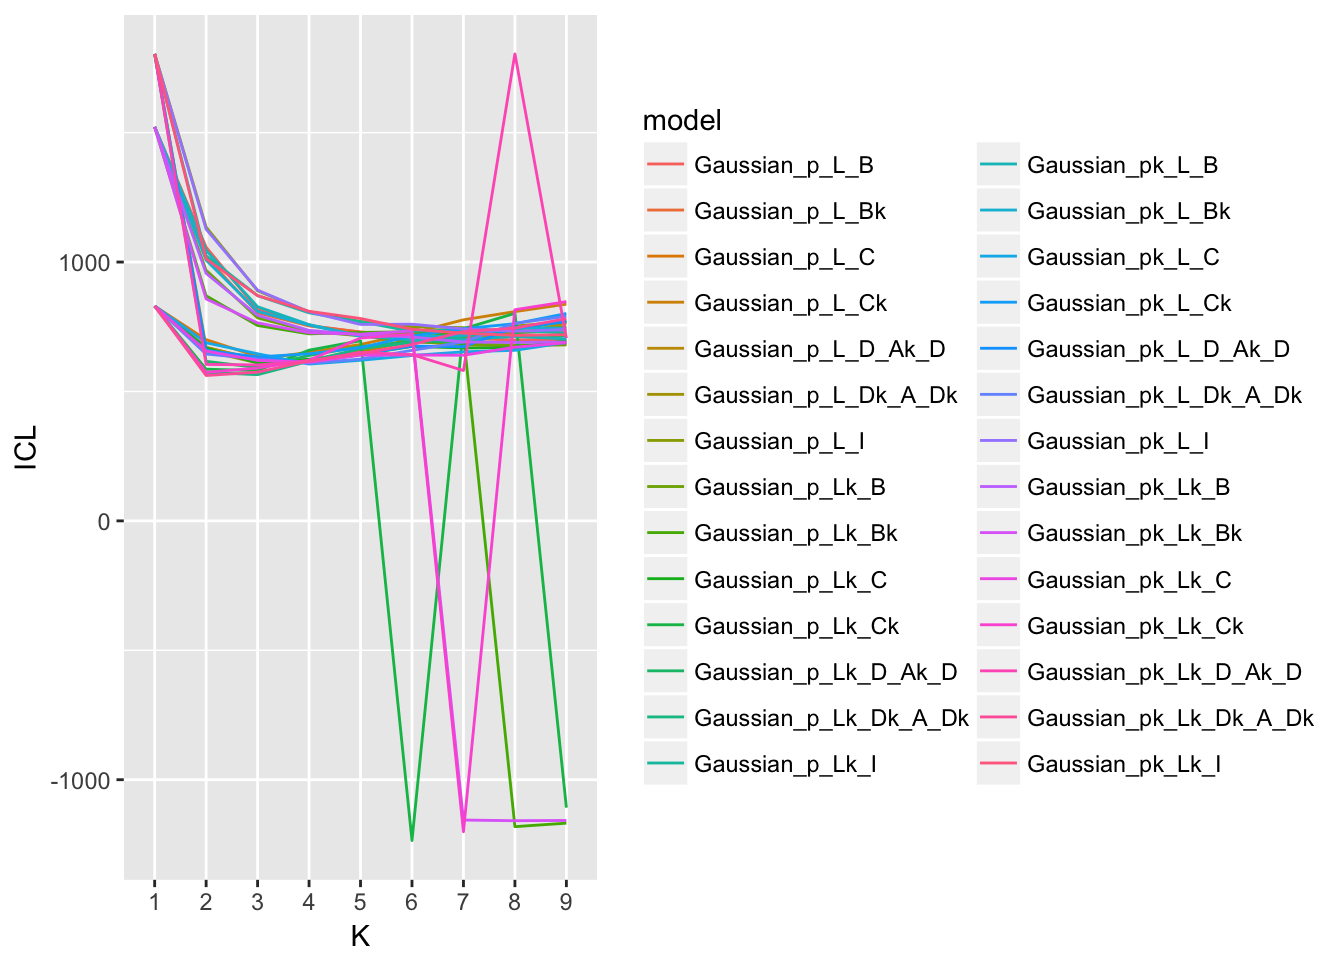 model
Gaussian_p_L_B
Gaussian_p_L_Bk
Gaussian_p_L_C
Gaussian_p_L_Ck
Gaussian_p_L_D_Ak_D
Gaussian_p_L_Dk_A_Dk
Gaussian_p_L_I
Gaussian_p_Lk_B
Gaussian_p_Lk_Bk
Gaussian_p_Lk_C
Gaussian_p_Lk_Ck
Gaussian_p_Lk_D_Ak_D
Gaussian_p_Lk_Dk_A_Dk
Gaussian_p_Lk_I
Gaussian_pk_L_B
Gaussian_pk_L_Bk
Gaussian_pk_L_C
Gaussian_pk_L_Ck
Gaussian_pk_L_D_Ak_D
Gaussian_pk_L_Dk_A_Dk
Gaussian_pk_L_I
Gaussian_pk_Lk_B
Gaussian_pk_Lk_Bk
Gaussian_pk_Lk_C
Gaussian_pk_Lk_Ck
Gaussian_pk_Lk_D_Ak_D
Gaussian_pk_Lk_Dk_A_Dk
Gaussian_pk_Lk_I
ICL
1000
0
-1000
1 2 3 4 5 6 7 8 9
K